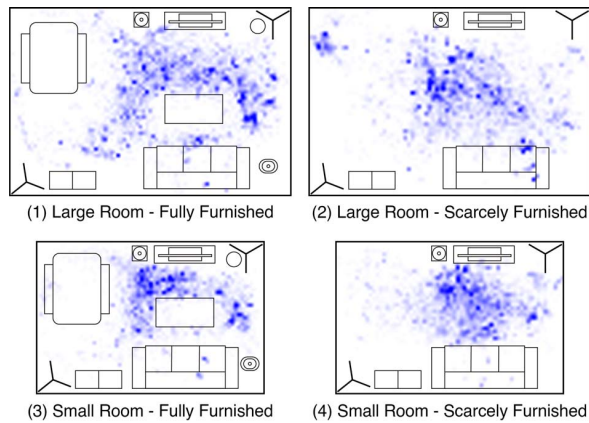 (1) Large Room - Fully Furnished
(2) Large Room - Scarcely Furnished
(3) Small Room - Fully Furnished
(4) Small Room - Scarcely Furnished